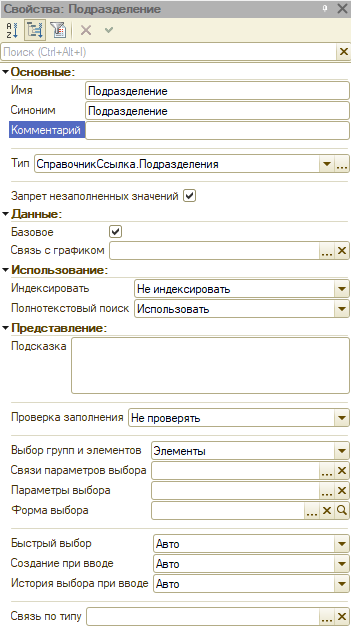 Свойства: Подразделение
Поиск (Ctrl+Alt+I)
Основные:
Имя Подразделение
Синоним Подразделение
Комментарий
Тип СправочникСсылка.Подразделения
Запрет незаполненных значений
Данные:
Базовое
Связь с графиком
Использование:
Индексировать Не индексировать
Полнотекстовый поиск Использовать
Представление:
Подсказка
Проверка заполнения Не проверять
Выбор групп и элементов Элементы
Связи параметров выбора
Параметры выбора
Форма выбора
Быстрый выбор Авто
Создание при вводе Авто
История выбора при вводе Авто
Связь по типу